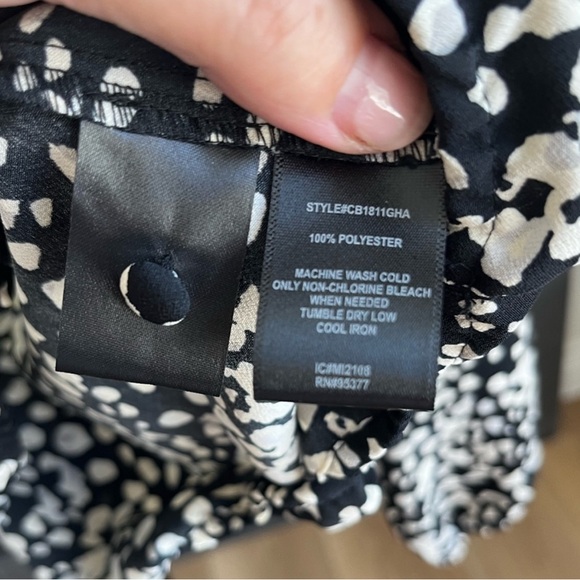 STYLE#CB1811GHA
100% POLYESTER
MACHINE WASH COLD
ONLY NON-CHLORINE BLEACH
WHEN NEEDED
TUMBLE DRY LOW
COOL IRON
IC#MI2108
RN#95377